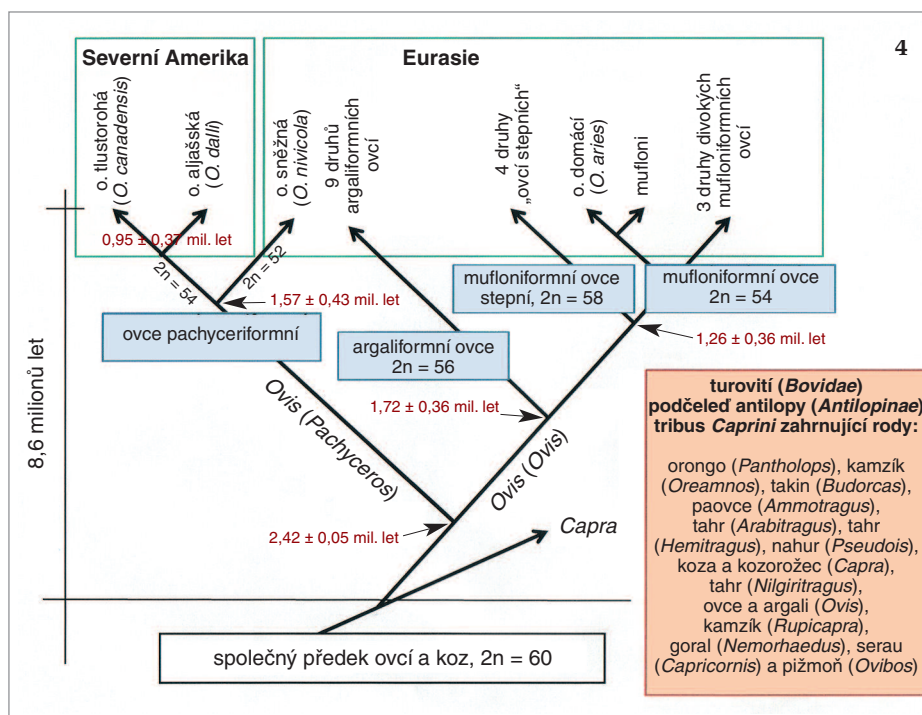 4
Severní Amerika
Eurasie
o. tlustorohá
(O. canadensis)
o. aljašská
(O. dalli)
o. sněžná
(O. nivicola)
9 druhů
argaliformních
ovcí
4 druhy
„ovcí stepních“
o. domácí
(O. aries)
mufloni
3 druhy divokých
mufloniformních
ovcí
0,95 ± 0,37 mil. let
2n = 54
2n = 52
1,57 ± 0,43 mil. let
mufloniformní ovce
stepní, 2n = 58
mufloniformní ovce
2n = 54
ovce pachyceriformní
argaliformní ovce
2n = 56
1,26 ± 0,36 mil. let
8,6 milionů let
Ovis (Pachyceros)
1,72 ± 0,36 mil. let
Ovis (Ovis)
2,42 ± 0,05 mil. let
Capra
společný předek ovcí a koz, 2n = 60
turovití (Bovidae)
podčeleď antilopy (Antilopinae)
tribus Caprini zahrnující rody:
orongo (Pantholops), kamzík
(Oreamnos), takin (Budorcas),
paovce (Ammotragus),
tahr (Arabitragus), tahr
(Hemitragus), nahur (Pseudois),
koza a kozorožec (Capra),
tahr (Nilgiritragus),
ovce a argali (Ovis),
kamzík (Rupicapra),
goral (Nemorhaedus), serau
(Capricornis) a pižmoň (Ovibos)